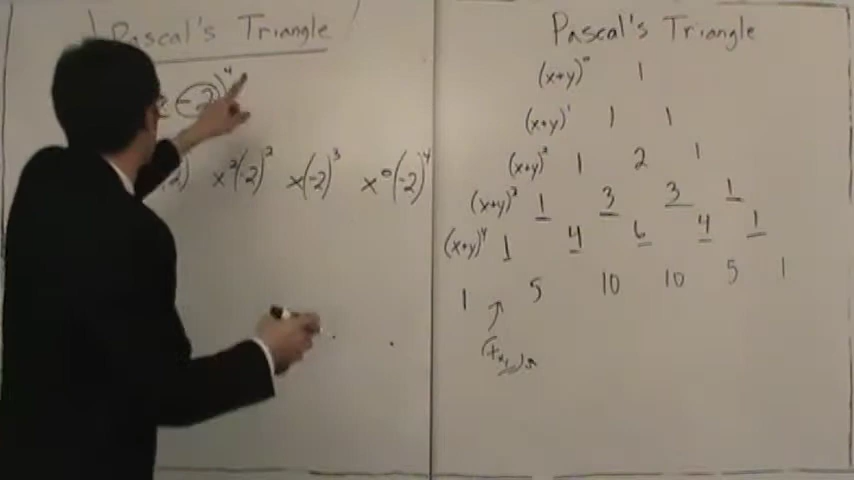 Pascal's Triangle
-2)⁴
x²(-2)² x(-2)³ x⁰(-2)⁴
Pascal's Triangle
(x+y)⁰ 1
(x+y)¹ 1 1
(x+y)² 1 2 1
(x+y)³ 1 3 3 1
(x+y)⁴ 1 4 6 4 1
1 5 10 10 5 1